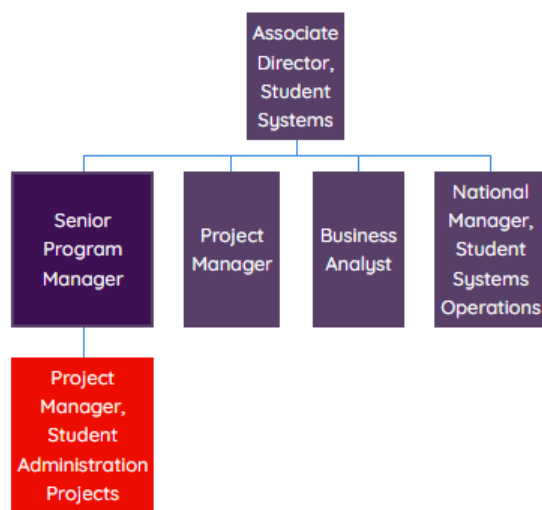 Associate
Director,
Student
Systems
Senior
Program
Manager
Project
Manager
Business
Analyst
National
Manager,
Student
Systems
Operations
Project
Manager,
Student
Administration
Projects